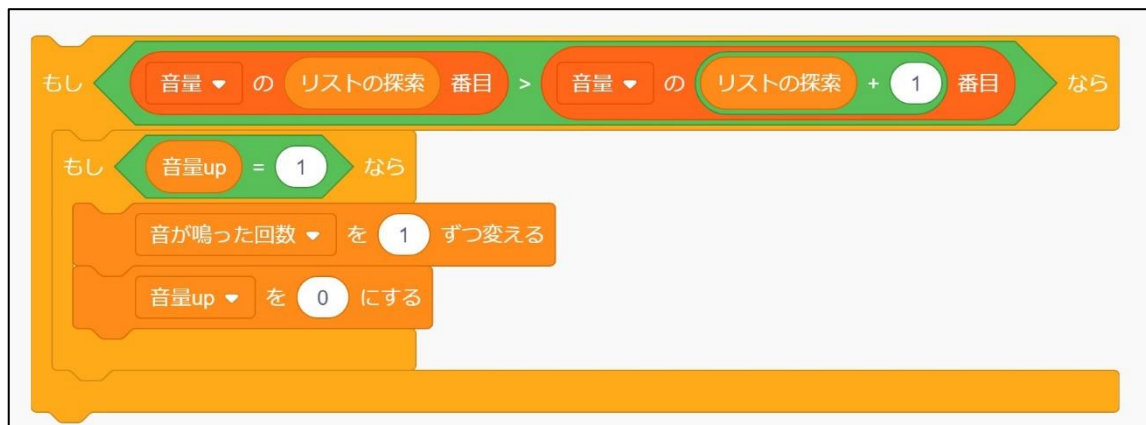 もし 音量 の リストの探索 番目 > 音量 の リストの探索 + 1 番目 なら
もし 音量up = 1 なら
音が鳴った回数 を 1 ずつ変える
音量up を 0 にする